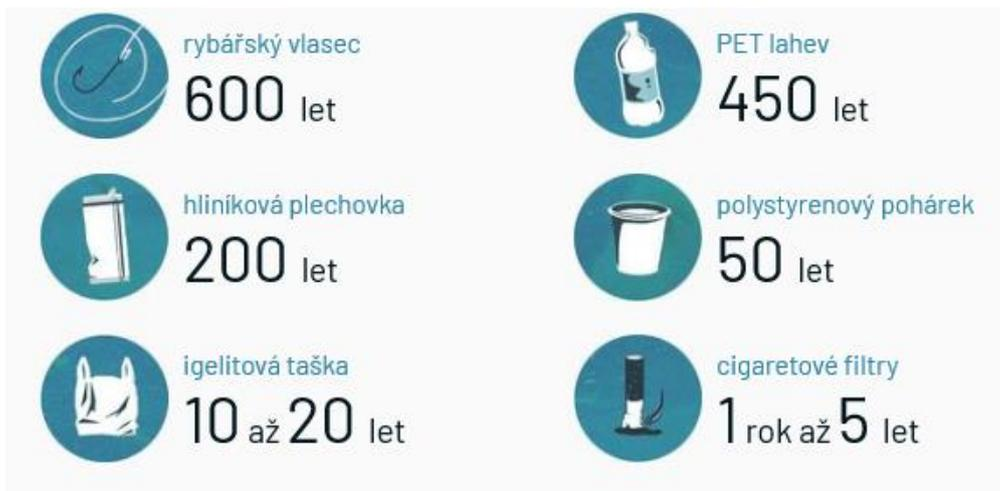 rybářský vlasec
600 let
PET lahev
450 let
hliníková plechovka
200 let
polystyrenový pohárek
50 let
igelitová taška
10 až 20 let
cigaretové filtry
1 rok až 5 let